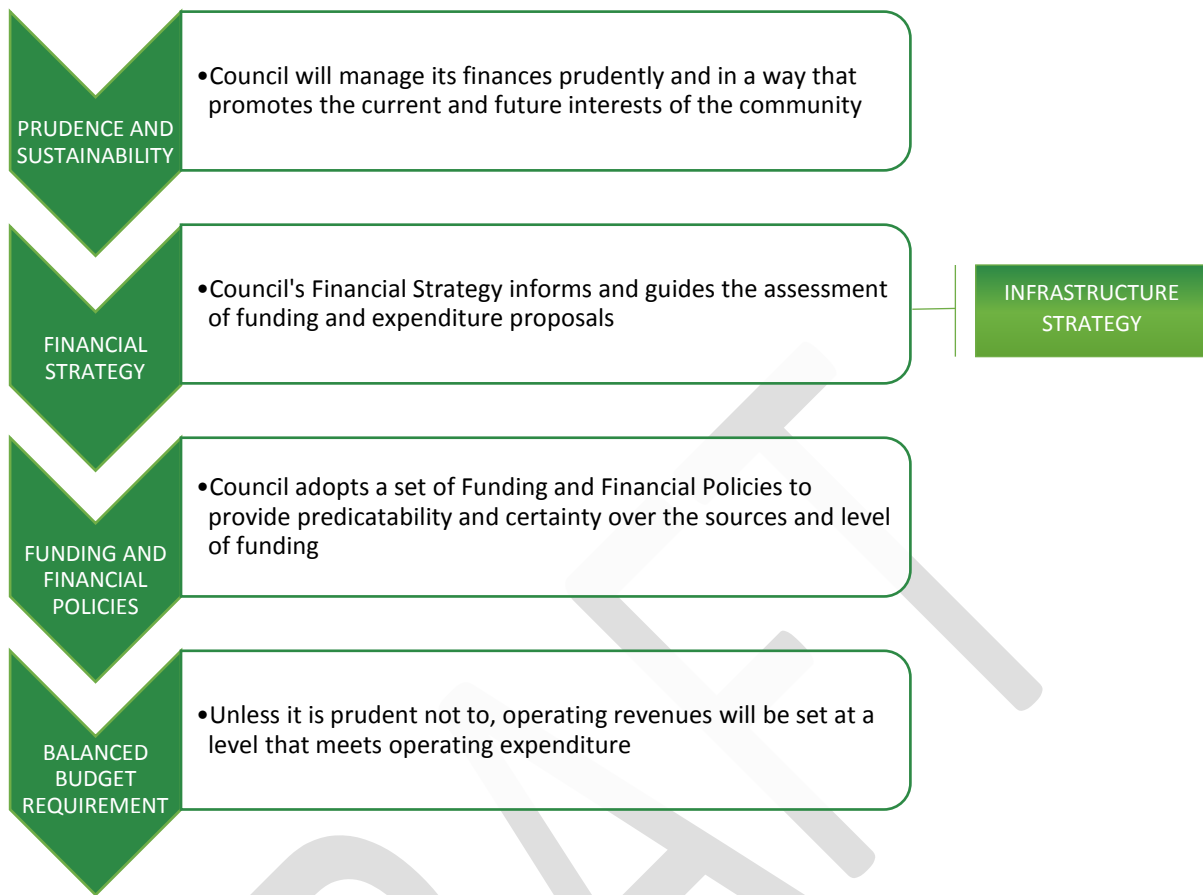 PRUDENCE AND
SUSTAINABILITY
•Council will manage its finances prudently and in a way that
promotes the current and future interests of the community
FINANCIAL
STRATEGY
•Council's Financial Strategy informs and guides the assessment
of funding and expenditure proposals
INFRASTRUCTURE
STRATEGY
FUNDING AND
FINANCIAL
POLICIES
•Council adopts a set of Funding and Financial Policies to
provide predicatability and certainty over the sources and level
of funding
BALANCED
BUDGET
REQUIREMENT
•Unless it is prudent not to, operating revenues will be set at a
level that meets operating expenditure
DRAFT